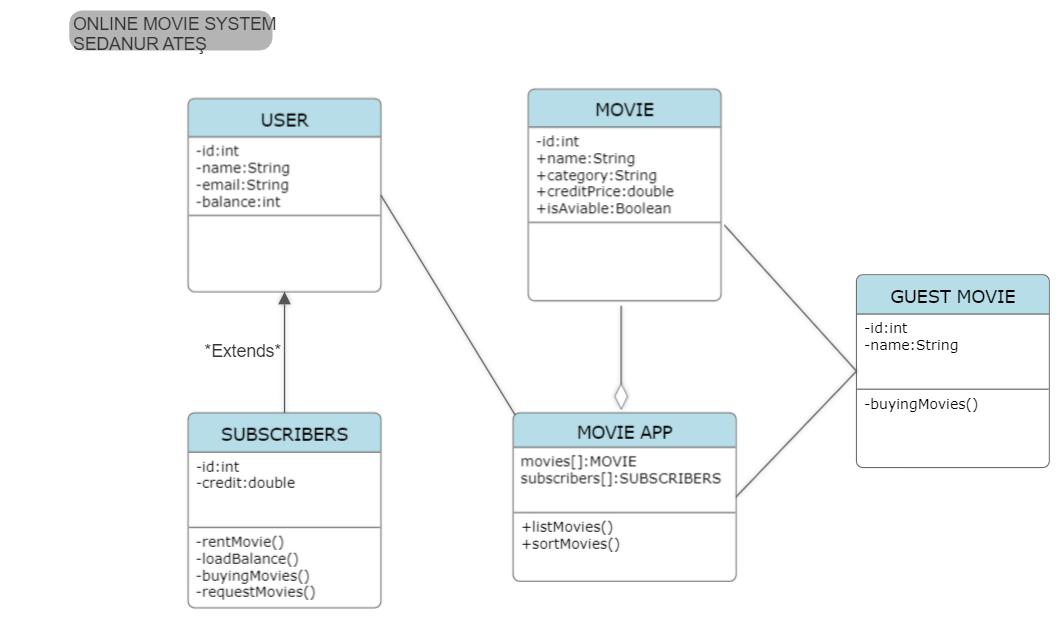 ONLINE MOVIE SYSTEM
SEDANUR ATEŞ
USER
-id:int
-name:String
-email:String
-balance:int
MOVIE
-id:int
+name:String
+category:String
+creditPrice:double
+isAviable:Boolean
GUEST MOVIE
-id:int
-name:String
-buyingMovies()
*Extends*
SUBSCRIBERS
-id:int
-credit:double
-rentMovie()
-loadBalance()
-buyingMovies()
-requestMovies()
MOVIE APP
movies[]:MOVIE
subscribers[]:SUBSCRIBERS
+listMovies()
+sortMovies()